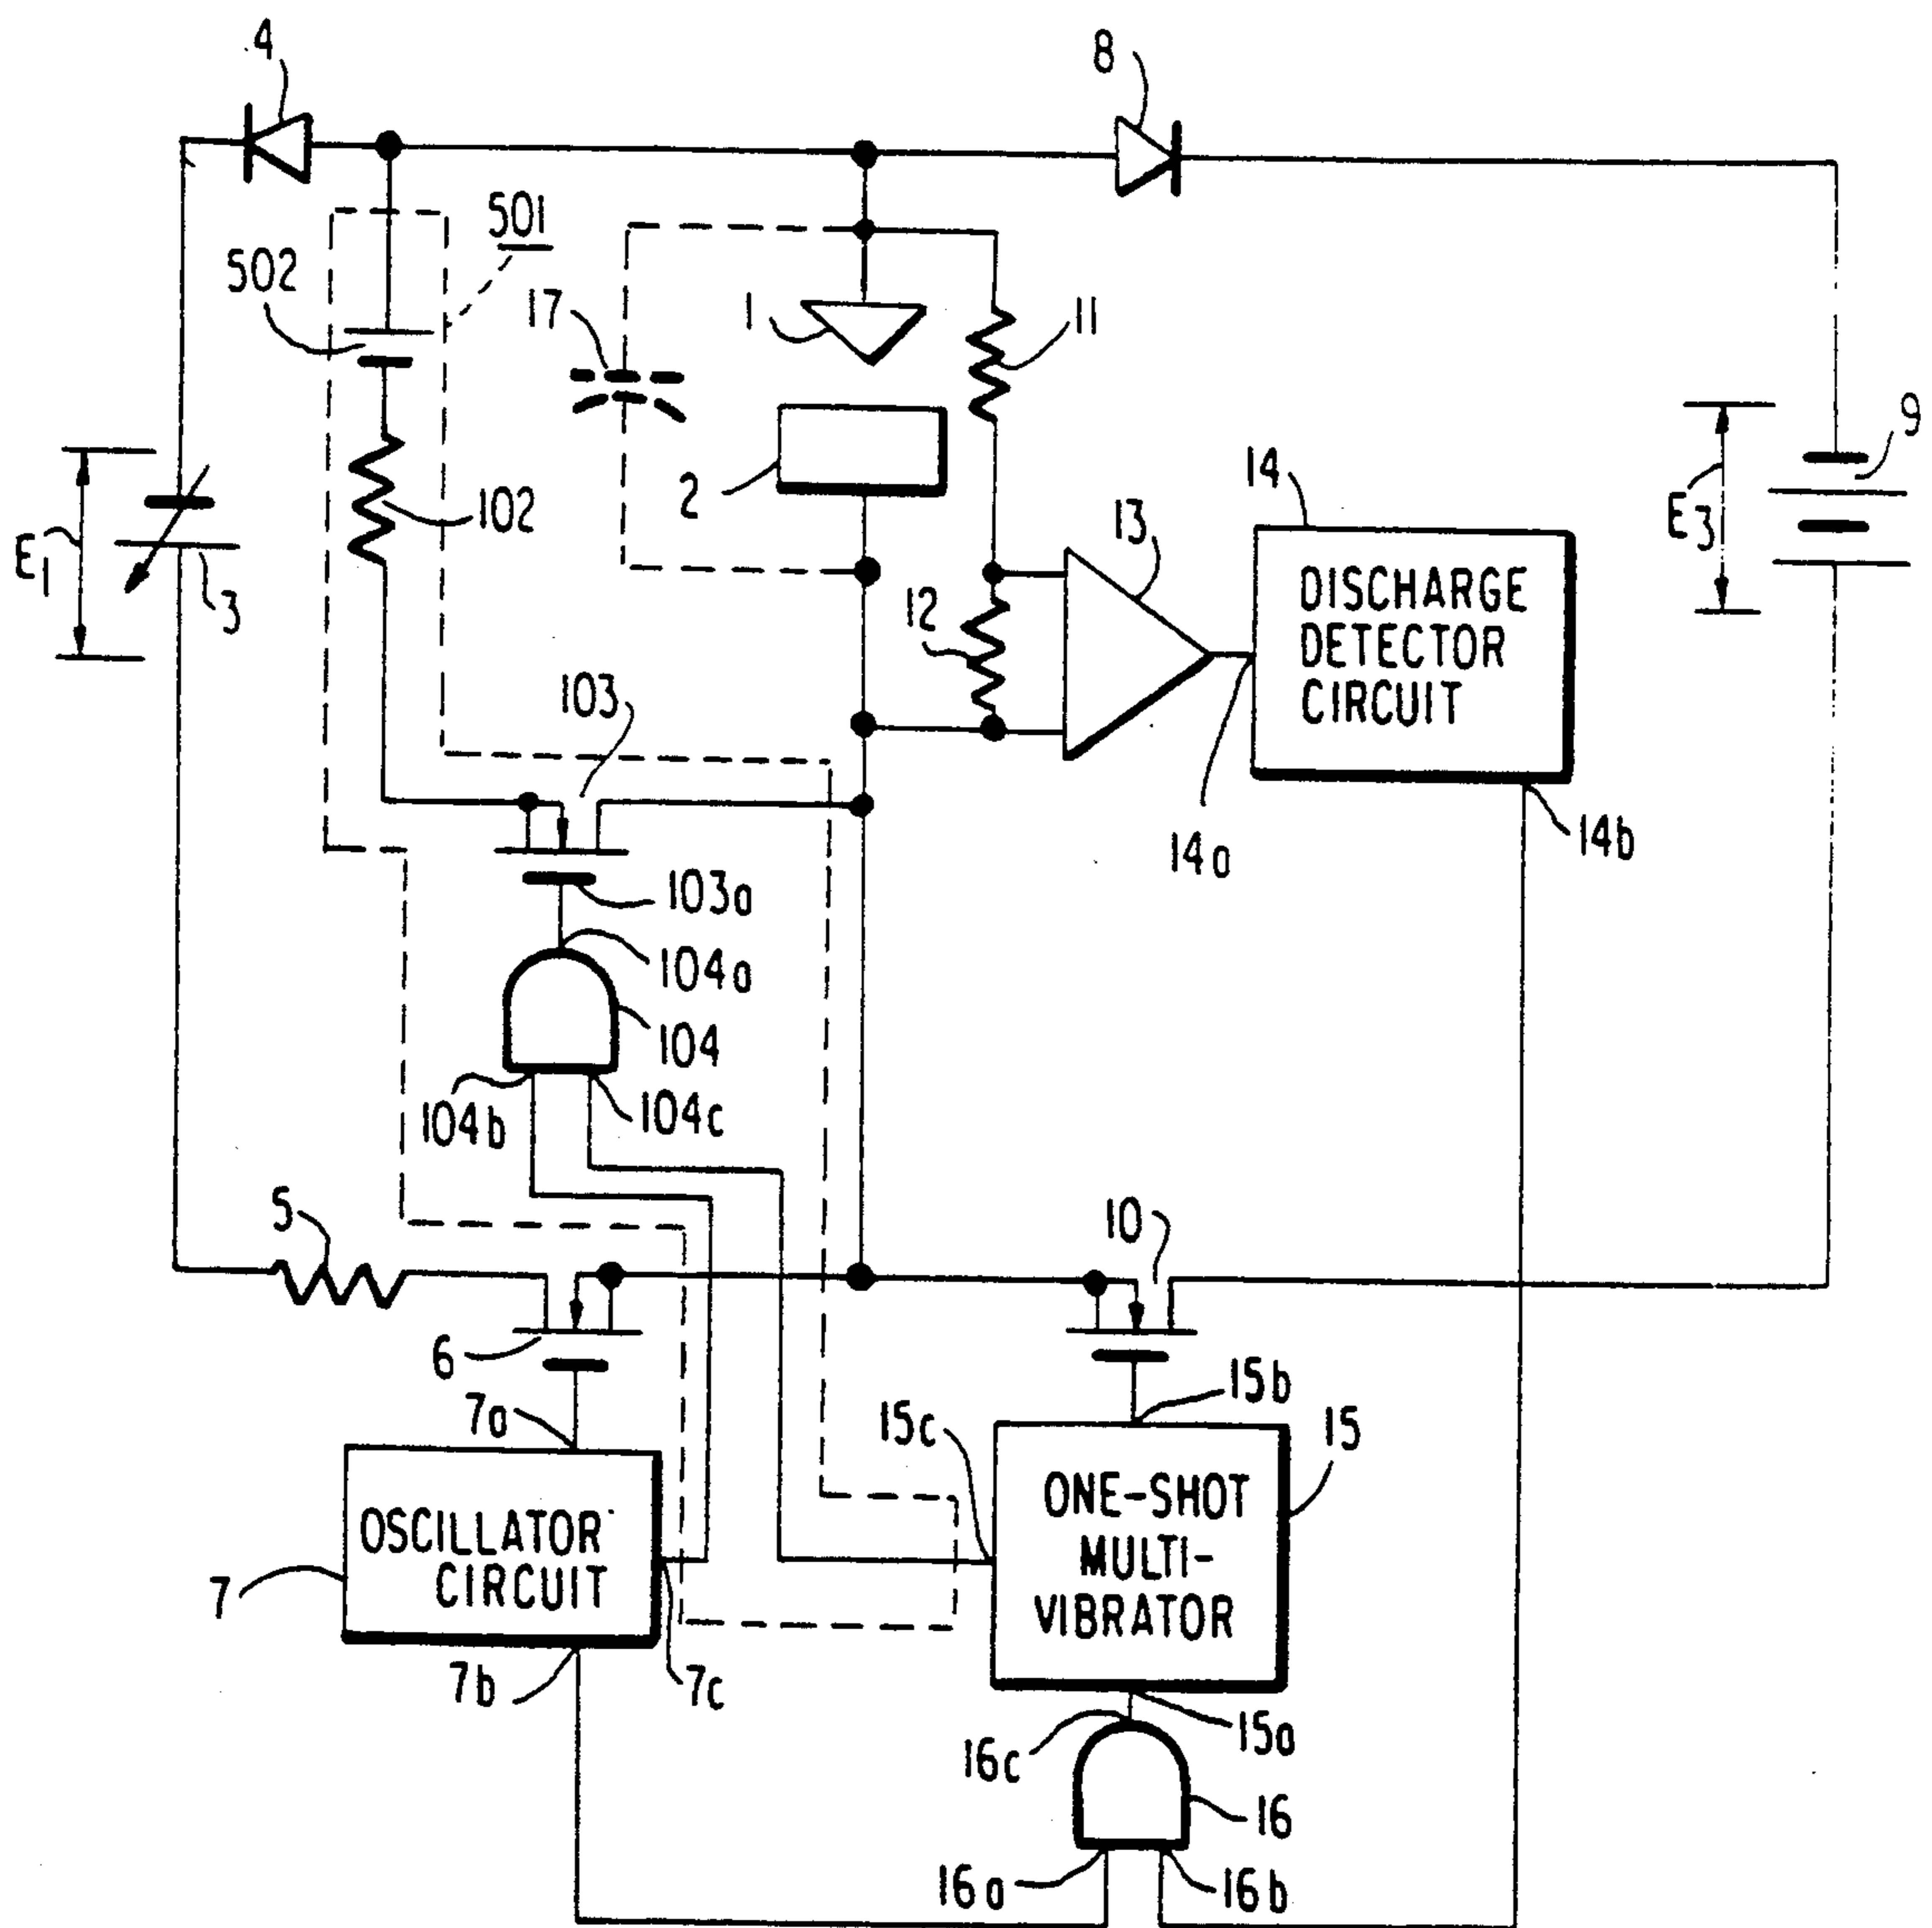 4
8
501
502
17
1
11
9
E3
14
2
102
13
E1
3
DISCHARGE
DETECTOR
CIRCUIT
12
103
14a
14b
103a
104a
104
104b
104c
5
10
6
15b
7a
15c
15
ONE-SHOT
MULTI-
VIBRATOR
OSCILLATOR
CIRCUIT
7
7b
7c
15a
16c
16
16a
16b